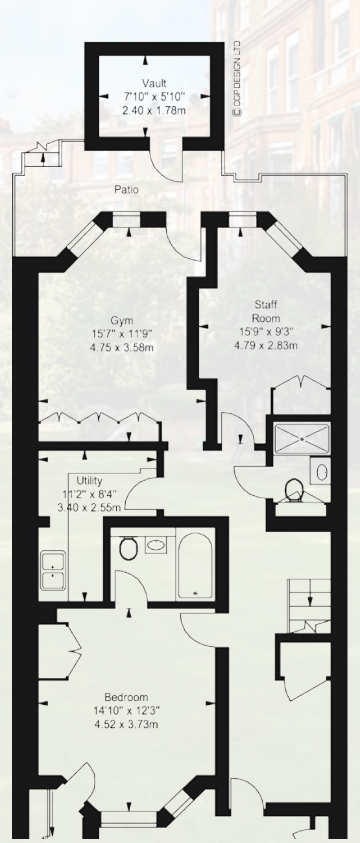 Vault
7'10" x 5'10"
2.40 x 1.78m
© CGPDESIGN LTD
Patio
Gym
15'7" x 11'9"
4.75 x 3.58m
Staff
Room
15'9" x 9'3"
4.79 x 2.83m
Utility
11'2" x 8'4"
3.40 x 2.55m
Bedroom
14'10" x 12'3"
4.52 x 3.73m